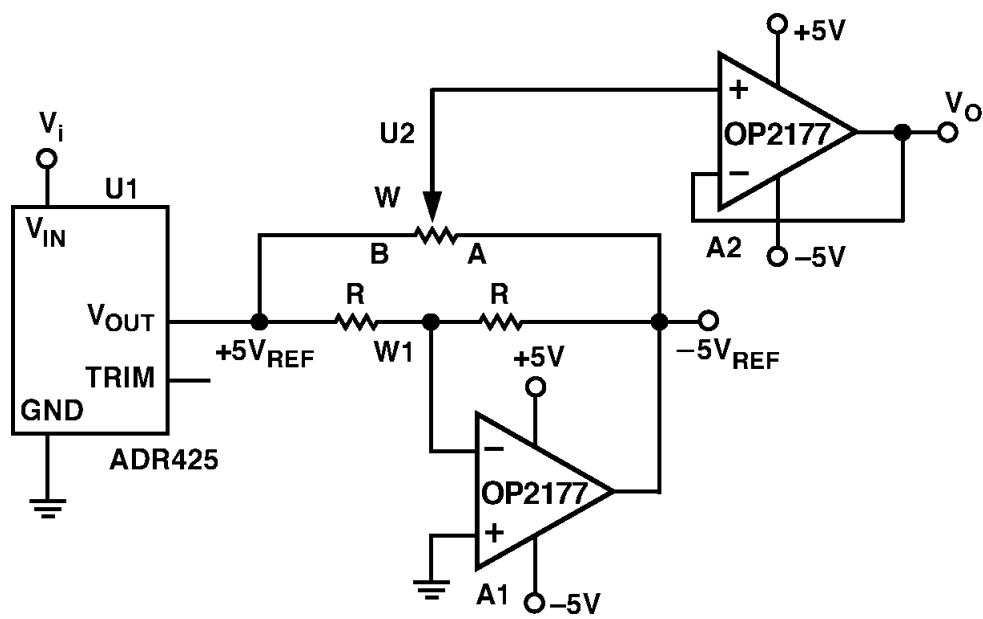 +5V
V_O
+
OP2177
−
U2
A2
−5V
V_i
U1
V_IN
W
B
A
V_OUT
R
R
+5V_REF
W1
−5V_REF
+5V
TRIM
GND
ADR425
−
OP2177
+
A1
−5V